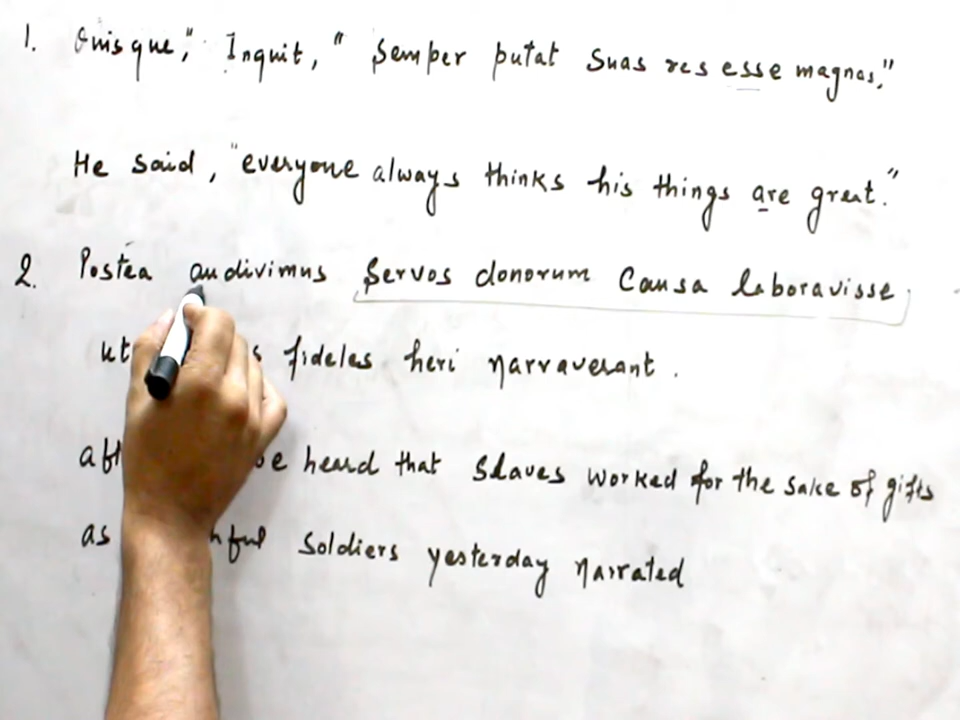 1. Quisque," Inquit, " Semper putat suas res esse magnas."
He said, "everyone always thinks his things are great."
2. Postea audivimus servos donorum causa laboravisse
ut fideles heri narraverant.
heard that slaves worked for the sake of gifts
as soldiers yesterday narrated